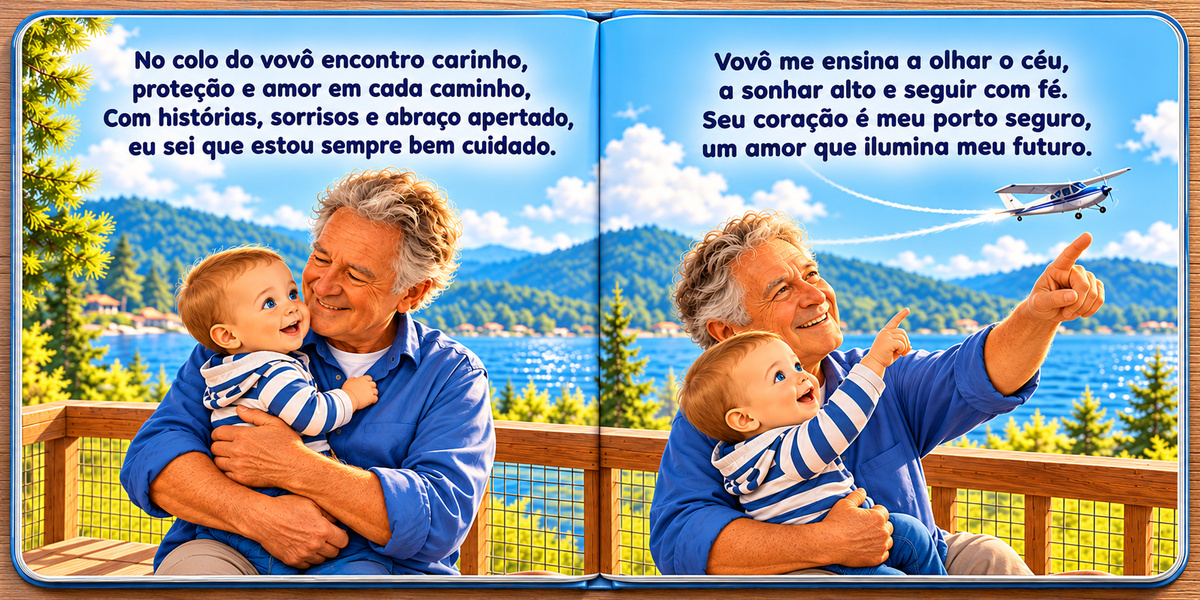 No colo do vovô encontro carinho,
proteção e amor em cada caminho,
Com histórias, sorrisos e abraço apertado,
eu sei que estou sempre bem cuidado.
Vovô me ensina a olhar o céu,
a sonhar alto e seguir com fé.
Seu coração é meu porto seguro,
um amor que ilumina meu futuro.